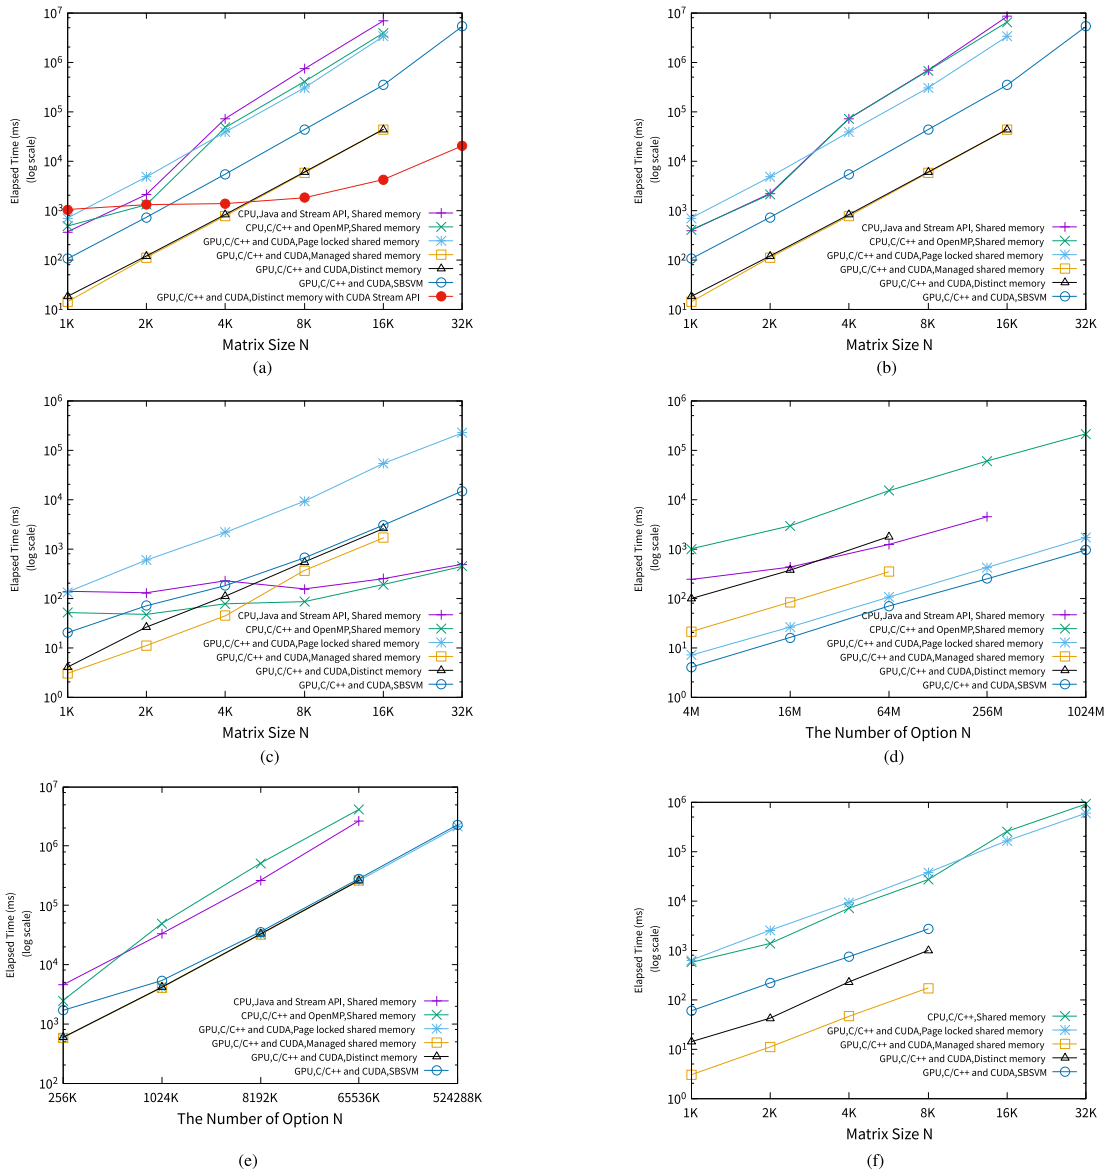 10^7
10^6
10^5
10^4
10^3
10^2
10^1
Elapsed Time (ms)
(log scale)
CPU,Java and Stream API, Shared memory
CPU,C/C++ and OpenMP,Shared memory
GPU,C/C++ and CUDA,Page locked shared memory
GPU,C/C++ and CUDA,Managed shared memory
GPU,C/C++ and CUDA,Distinct memory
GPU,C/C++ and CUDA,SBSVM
GPU,C/C++ and CUDA,Distinct memory with CUDA Stream API
1K 2K 4K 8K 16K 32K
Matrix Size N
(a)
10^7
10^6
10^5
10^4
10^3
10^2
10^1
Elapsed Time (ms)
(log scale)
CPU,Java and Stream API, Shared memory
CPU,C/C++ and OpenMP,Shared memory
GPU,C/C++ and CUDA,Page locked shared memory
GPU,C/C++ and CUDA,Managed shared memory
GPU,C/C++ and CUDA,Distinct memory
GPU,C/C++ and CUDA,SBSVM
1K 2K 4K 8K 16K 32K
Matrix Size N
(b)
10^6
10^5
10^4
10^3
10^2
10^1
10^0
Elapsed Time (ms)
(log scale)
CPU,Java and Stream API, Shared memory
CPU,C/C++ and OpenMP,Shared memory
GPU,C/C++ and CUDA,Page locked shared memory
GPU,C/C++ and CUDA,Managed shared memory
GPU,C/C++ and CUDA,Distinct memory
GPU,C/C++ and CUDA,SBSVM
1K 2K 4K 8K 16K 32K
Matrix Size N
(c)
10^6
10^5
10^4
10^3
10^2
10^1
10^0
Elapsed Time (ms)
(log scale)
CPU,Java and Stream API, Shared memory
CPU,C/C++ and OpenMP,Shared memory
GPU,C/C++ and CUDA,Page locked shared memory
GPU,C/C++ and CUDA,Managed shared memory
GPU,C/C++ and CUDA,Distinct memory
GPU,C/C++ and CUDA,SBSVM
4M 16M 64M 256M 1024M
The Number of Option N
(d)
10^7
10^6
10^5
10^4
10^3
10^2
Elapsed Time (ms)
(log scale)
CPU,Java and Stream API, Shared memory
CPU,C/C++ and OpenMP,Shared memory
GPU,C/C++ and CUDA,Page locked shared memory
GPU,C/C++ and CUDA,Managed shared memory
GPU,C/C++ and CUDA,Distinct memory
GPU,C/C++ and CUDA,SBSVM
256K 1024K 8192K 65536K 524288K
The Number of Option N
(e)
10^6
10^5
10^4
10^3
10^2
10^1
10^0
Elapsed Time (ms)
(log scale)
CPU,C/C++,Shared memory
GPU,C/C++ and CUDA,Page locked shared memory
GPU,C/C++ and CUDA,Managed shared memory
GPU,C/C++ and CUDA,Distinct memory
GPU,C/C++ and CUDA,SBSVM
1K 2K 4K 8K 16K 32K
Matrix Size N
(f)